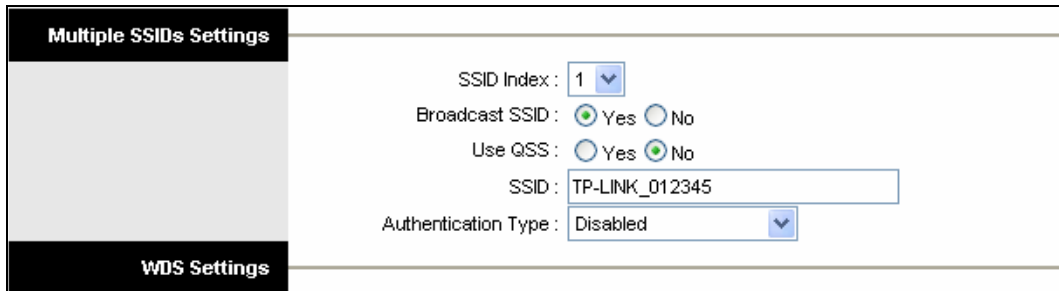 Multiple SSIDs Settings
SSID Index : 1
Broadcast SSID : Yes No
Use QSS : Yes No
SSID : TP-LINK_012345
Authentication Type : Disabled
WDS Settings